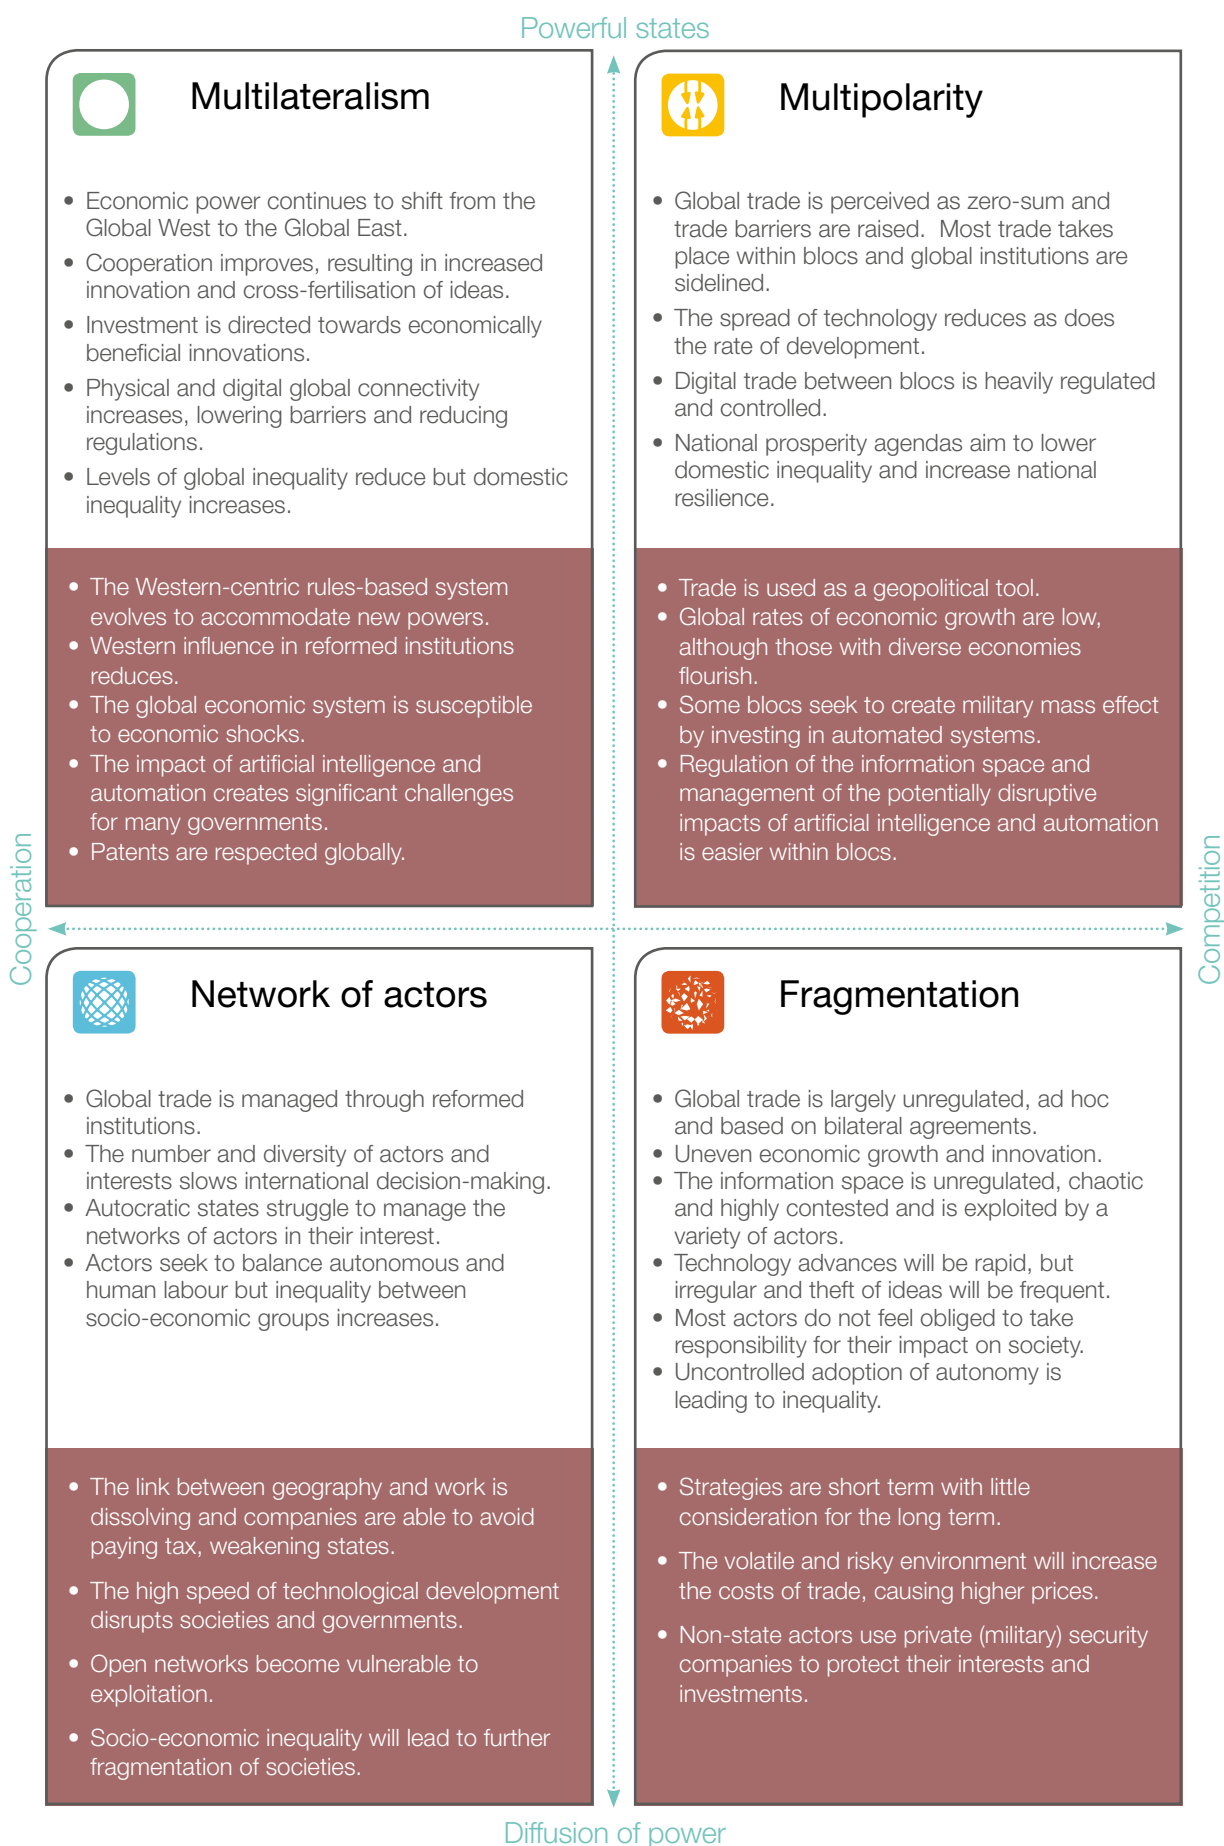 Powerful states
Multilateralism
• Economic power continues to shift from the
Global West to the Global East.
• Cooperation improves, resulting in increased
innovation and cross-fertilisation of ideas.
• Investment is directed towards economically
beneficial innovations.
• Physical and digital global connectivity
increases, lowering barriers and reducing
regulations.
• Levels of global inequality reduce but domestic
inequality increases.
• The Western-centric rules-based system
evolves to accommodate new powers.
• Western influence in reformed institutions
reduces.
• The global economic system is susceptible
to economic shocks.
• The impact of artificial intelligence and
automation creates significant challenges
for many governments.
• Patents are respected globally.
Multipolarity
• Global trade is perceived as zero-sum and
trade barriers are raised.  Most trade takes
place within blocs and global institutions are
sidelined.
• The spread of technology reduces as does
the rate of development.
• Digital trade between blocs is heavily regulated
and controlled.
• National prosperity agendas aim to lower
domestic inequality and increase national
resilience.
• Trade is used as a geopolitical tool.
• Global rates of economic growth are low,
although those with diverse economies
flourish.
• Some blocs seek to create military mass effect
by investing in automated systems.
• Regulation of the information space and
management of the potentially disruptive
impacts of artificial intelligence and automation
is easier within blocs.
Cooperation
Competition
Network of actors
• Global trade is managed through reformed
institutions.
• The number and diversity of actors and
interests slows international decision-making.
• Autocratic states struggle to manage the
networks of actors in their interest.
• Actors seek to balance autonomous and
human labour but inequality between
socio-economic groups increases.
• The link between geography and work is
dissolving and companies are able to avoid
paying tax, weakening states.
• The high speed of technological development
disrupts societies and governments.
• Open networks become vulnerable to
exploitation.
• Socio-economic inequality will lead to further
fragmentation of societies.
Fragmentation
• Global trade is largely unregulated, ad hoc
and based on bilateral agreements.
• Uneven economic growth and innovation.
• The information space is unregulated, chaotic
and highly contested and is exploited by a
variety of actors.
• Technology advances will be rapid, but
irregular and theft of ideas will be frequent.
• Most actors do not feel obliged to take
responsibility for their impact on society.
• Uncontrolled adoption of autonomy is
leading to inequality.
• Strategies are short term with little
consideration for the long term.
• The volatile and risky environment will increase
the costs of trade, causing higher prices.
• Non-state actors use private (military) security
companies to protect their interests and
investments.
Diffusion of power